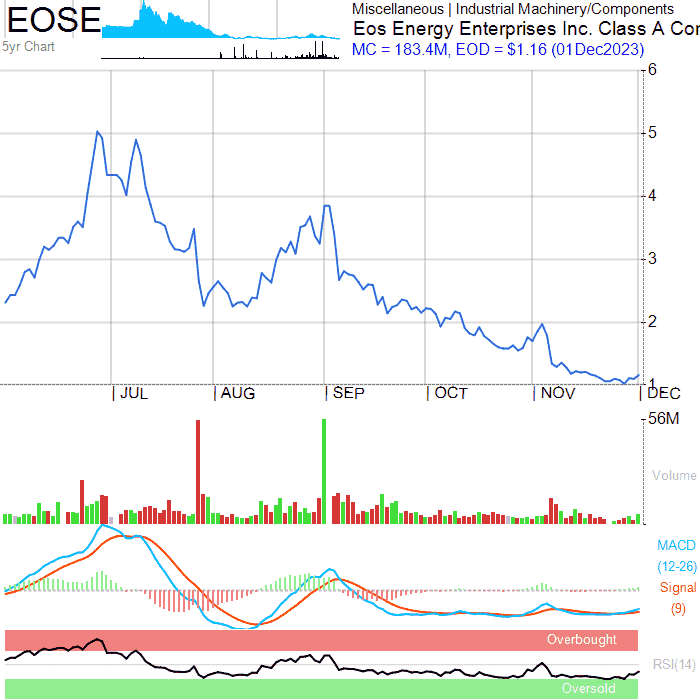 EOSE
5yr Chart
Miscellaneous | Industrial Machinery/Components
Eos Energy Enterprises Inc. Class A Cor
MC = 183.4M, EOD = $1.16 (01Dec2023)
6
5
4
3
2
1
JUL
AUG
SEP
OCT
NOV
DEC
56M
Volume
MACD
(12-26)
Signal
(9)
Overbought
RSI(14)
Oversold